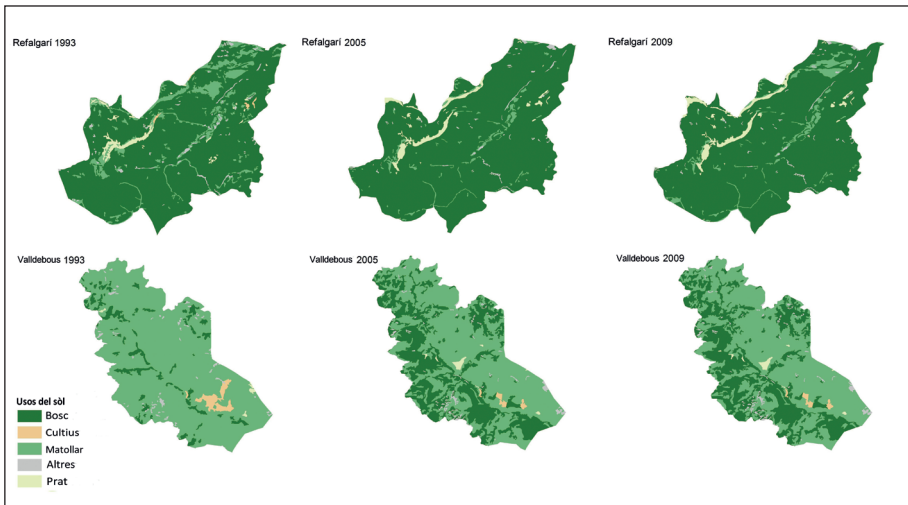 Refalgarí 1993
Refalgarí 2005
Refalgarí 2009
Valldebous 1993
Valldebous 2005
Valldebous 2009
Usos del sòl
Bosc
Cultius
Matollar
Altres
Prat